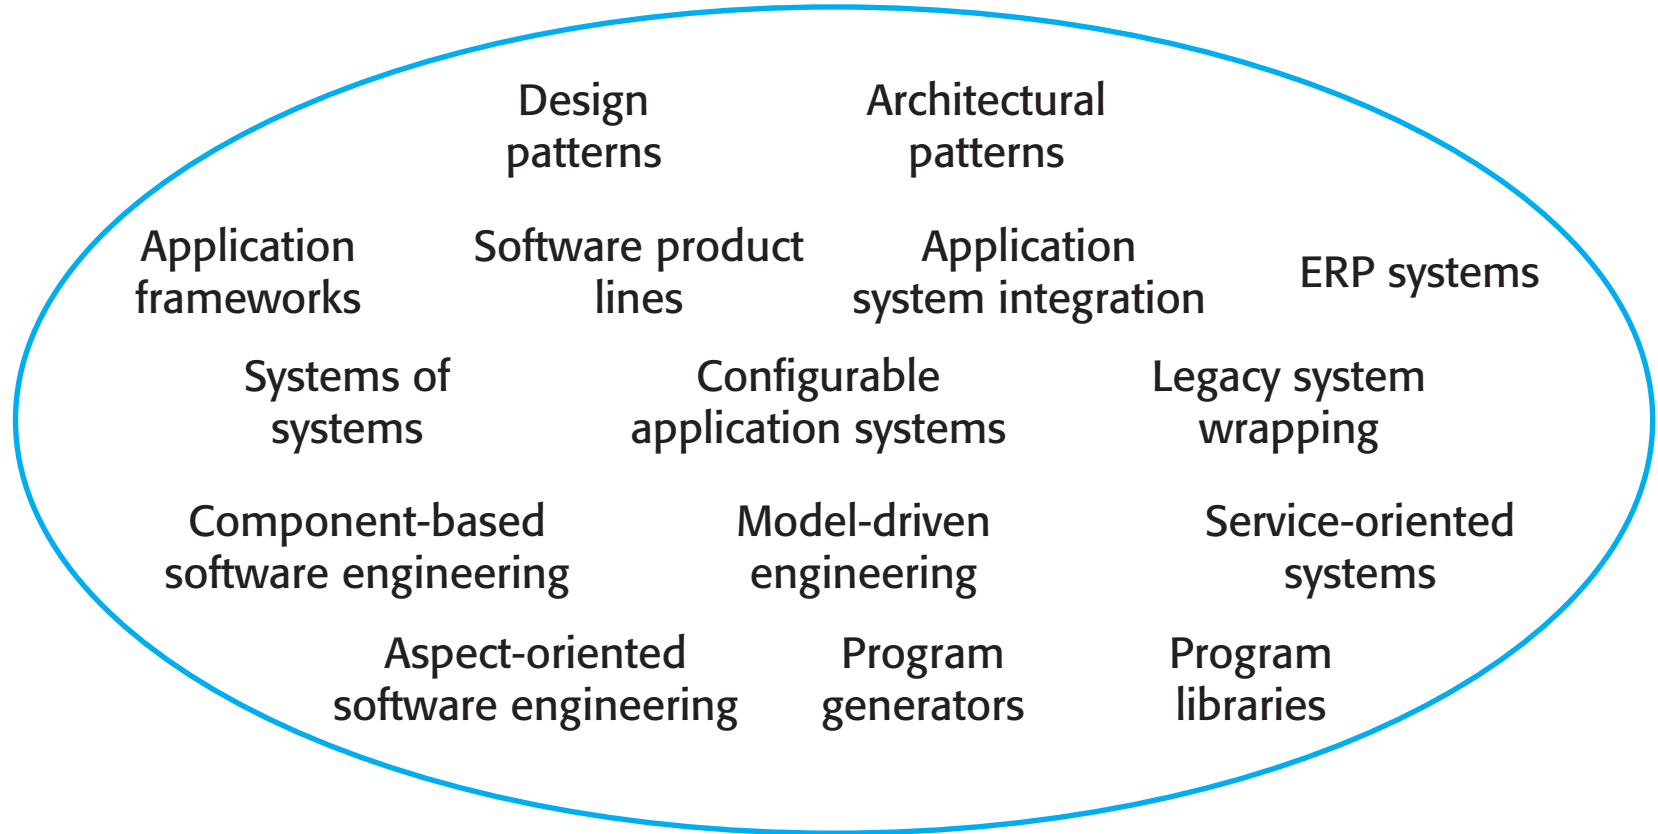 Design
patterns
Architectural
patterns
Application
frameworks
Software product
lines
Application
system integration
ERP systems
Systems of
systems
Configurable
application systems
Legacy system
wrapping
Component-based
software engineering
Model-driven
engineering
Service-oriented
systems
Aspect-oriented
software engineering
Program
generators
Program
libraries